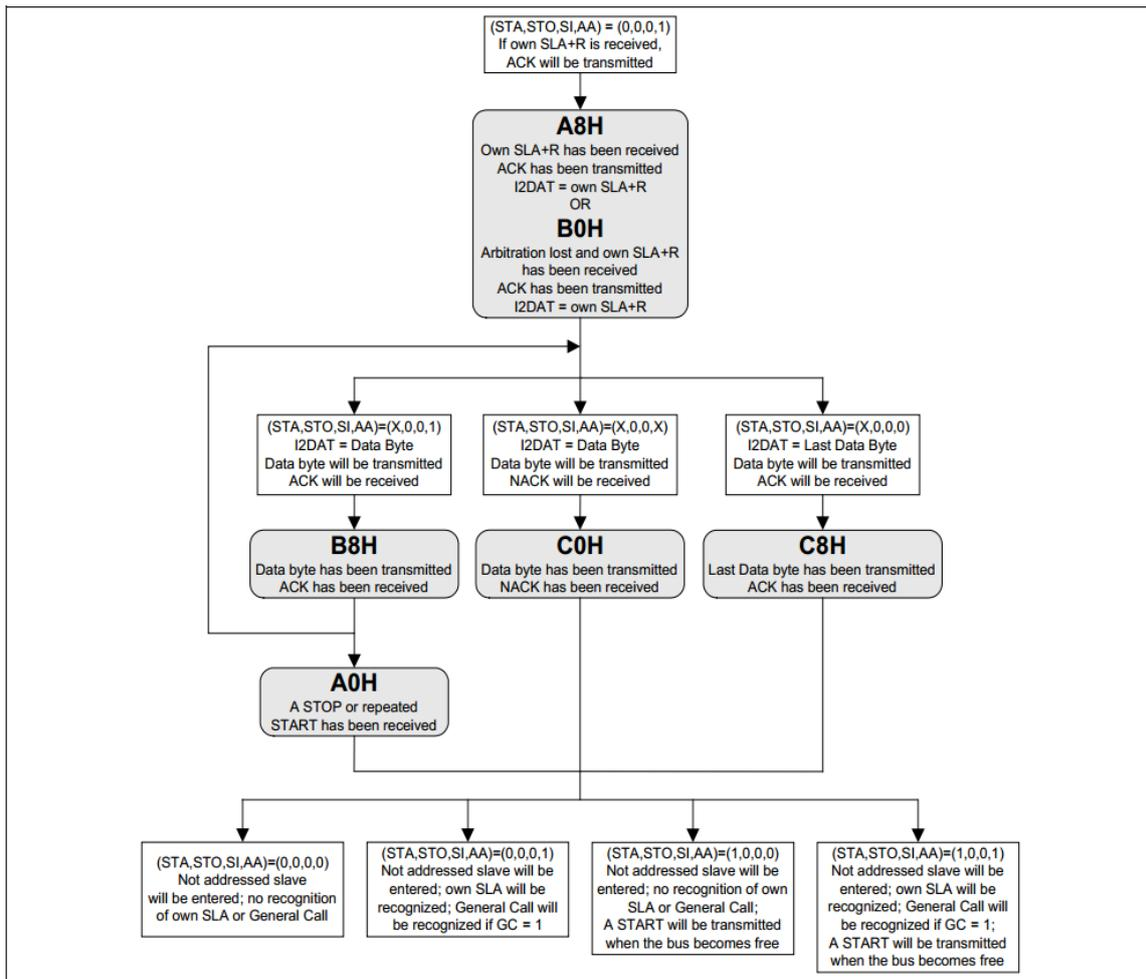 (STA,STO,SI,AA) = (0,0,0,1)
If own SLA+R is received,
ACK will be transmitted
A8H
Own SLA+R has been received
ACK has been transmitted
I2DAT = own SLA+R
OR
B0H
Arbitration lost and own SLA+R
has been received
ACK has been transmitted
I2DAT = own SLA+R
(STA,STO,SI,AA)=(X,0,0,1)
I2DAT = Data Byte
Data byte will be transmitted
ACK will be received
(STA,STO,SI,AA)=(X,0,0,X)
I2DAT = Data Byte
Data byte will be transmitted
NACK will be received
(STA,STO,SI,AA)=(X,0,0,0)
I2DAT = Last Data Byte
Data byte will be transmitted
ACK will be received
B8H
Data byte has been transmitted
ACK has been received
C0H
Data byte has been transmitted
NACK has been received
C8H
Last Data byte has been transmitted
ACK has been received
A0H
A STOP or repeated
START has been received
(STA,STO,SI,AA)=(0,0,0,0)
Not addressed slave
will be entered; no recognition
of own SLA or General Call
(STA,STO,SI,AA)=(0,0,0,1)
Not addressed slave will be
entered; own SLA will be
recognized; General Call will
be recognized if GC = 1
(STA,STO,SI,AA)=(1,0,0,0)
Not addressed slave will be
entered; no recognition of own
SLA or General Call;
A START will be transmitted
when the bus becomes free
(STA,STO,SI,AA)=(1,0,0,1)
Not addressed slave will be
entered; own SLA will be
recognized; General Call will
be recognized if GC = 1;
A START will be transmitted
when the bus becomes free